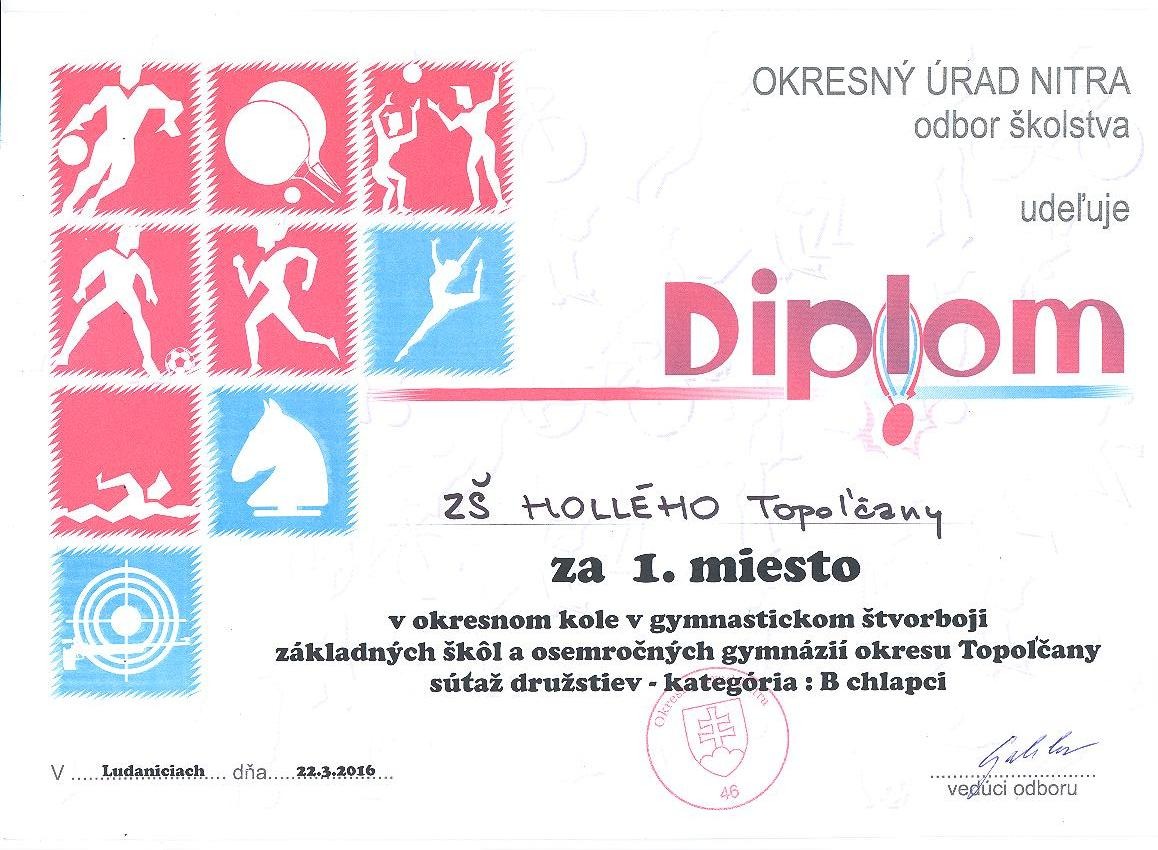 OKRESNÝ ÚRAD NITRA
odbor školstva
udeľuje
Diplom
ZŠ HOLLÉHO Topoľčany
za 1. miesto
v okresnom kole v gymnastickom štvorboji
základných škôl a osemročných gymnázií okresu Topoľčany
súťaž družstiev - kategória : B chlapci
V ....Ludaniciach.... dňa.....22.3.2016...
46
vedúci odboru